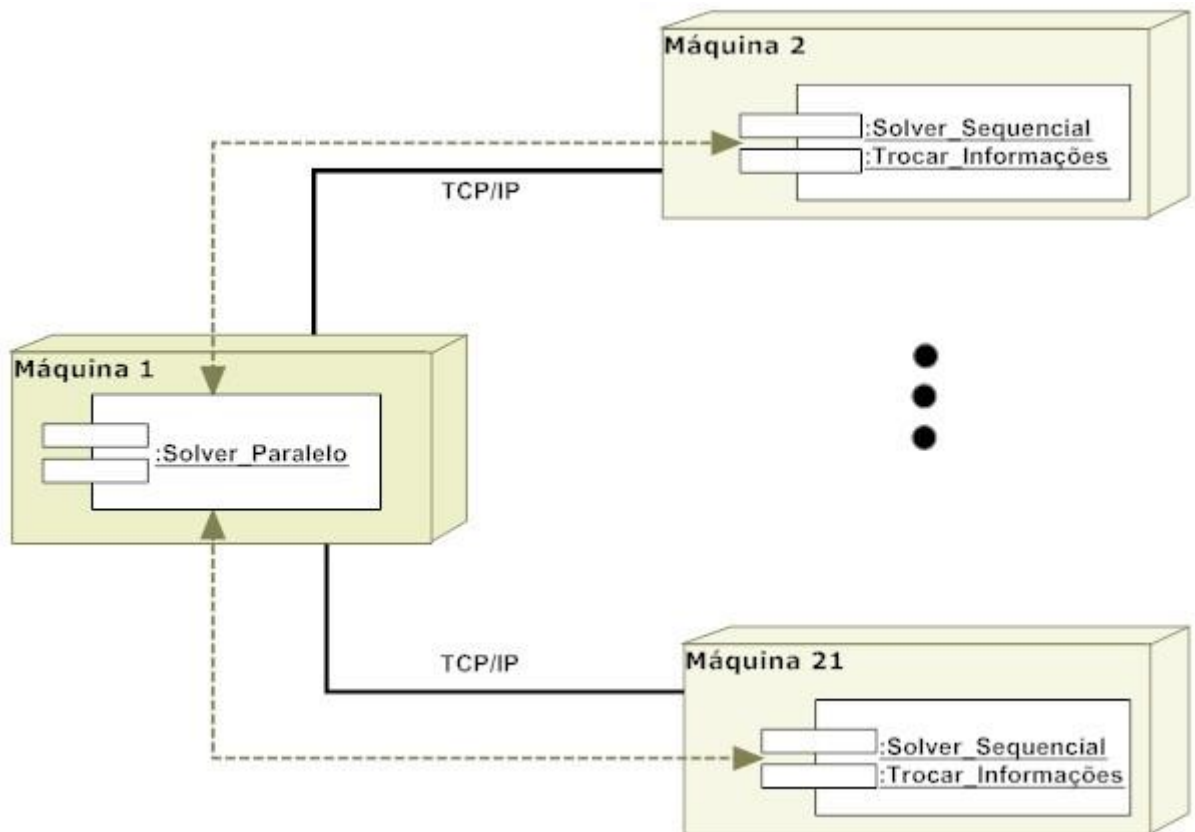 Máquina 2
:Solver_Sequencial
:Trocar_Informações
TCP/IP
Máquina 1
:Solver_Paralelo
TCP/IP
Máquina 21
:Solver_Sequencial
:Trocar_Informações